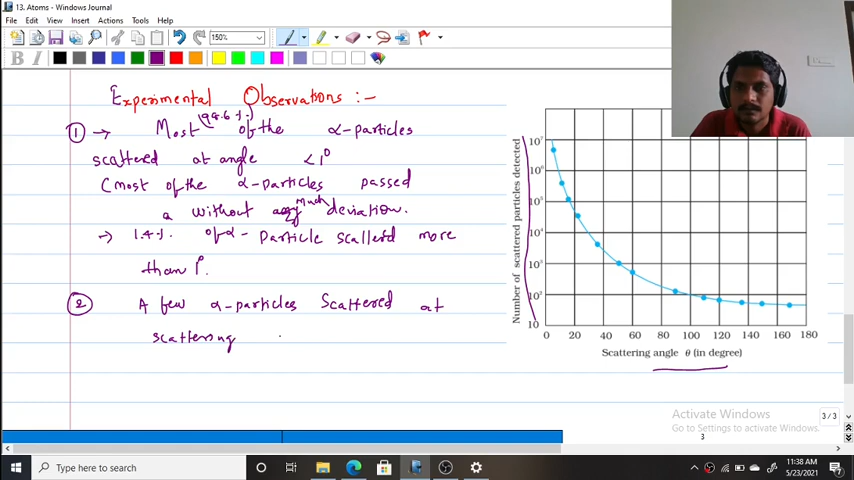 13. Atoms - Windows Journal
File Edit View Insert Actions Tools Help
150%
B I
Experimental Observations :-
(98.6 %)
① → Most of the α-particles
scattered at angle <1°
(most of the α-particles passed
without much deviation.
→ 1.4 %. of α- Particle scattered more
than 1°.
② A few α-particles Scattered at
scattering
Number of scattered particles detected
10⁷
10⁶
10⁵
10⁴
10³
10²
10
0 20 40 60 80 100 120 140 160 180
Scattering angle θ (in degree)
Activate Windows
Go to Settings to activate Windows.
3/3
3
Type here to search
11:38 AM
5/23/2021